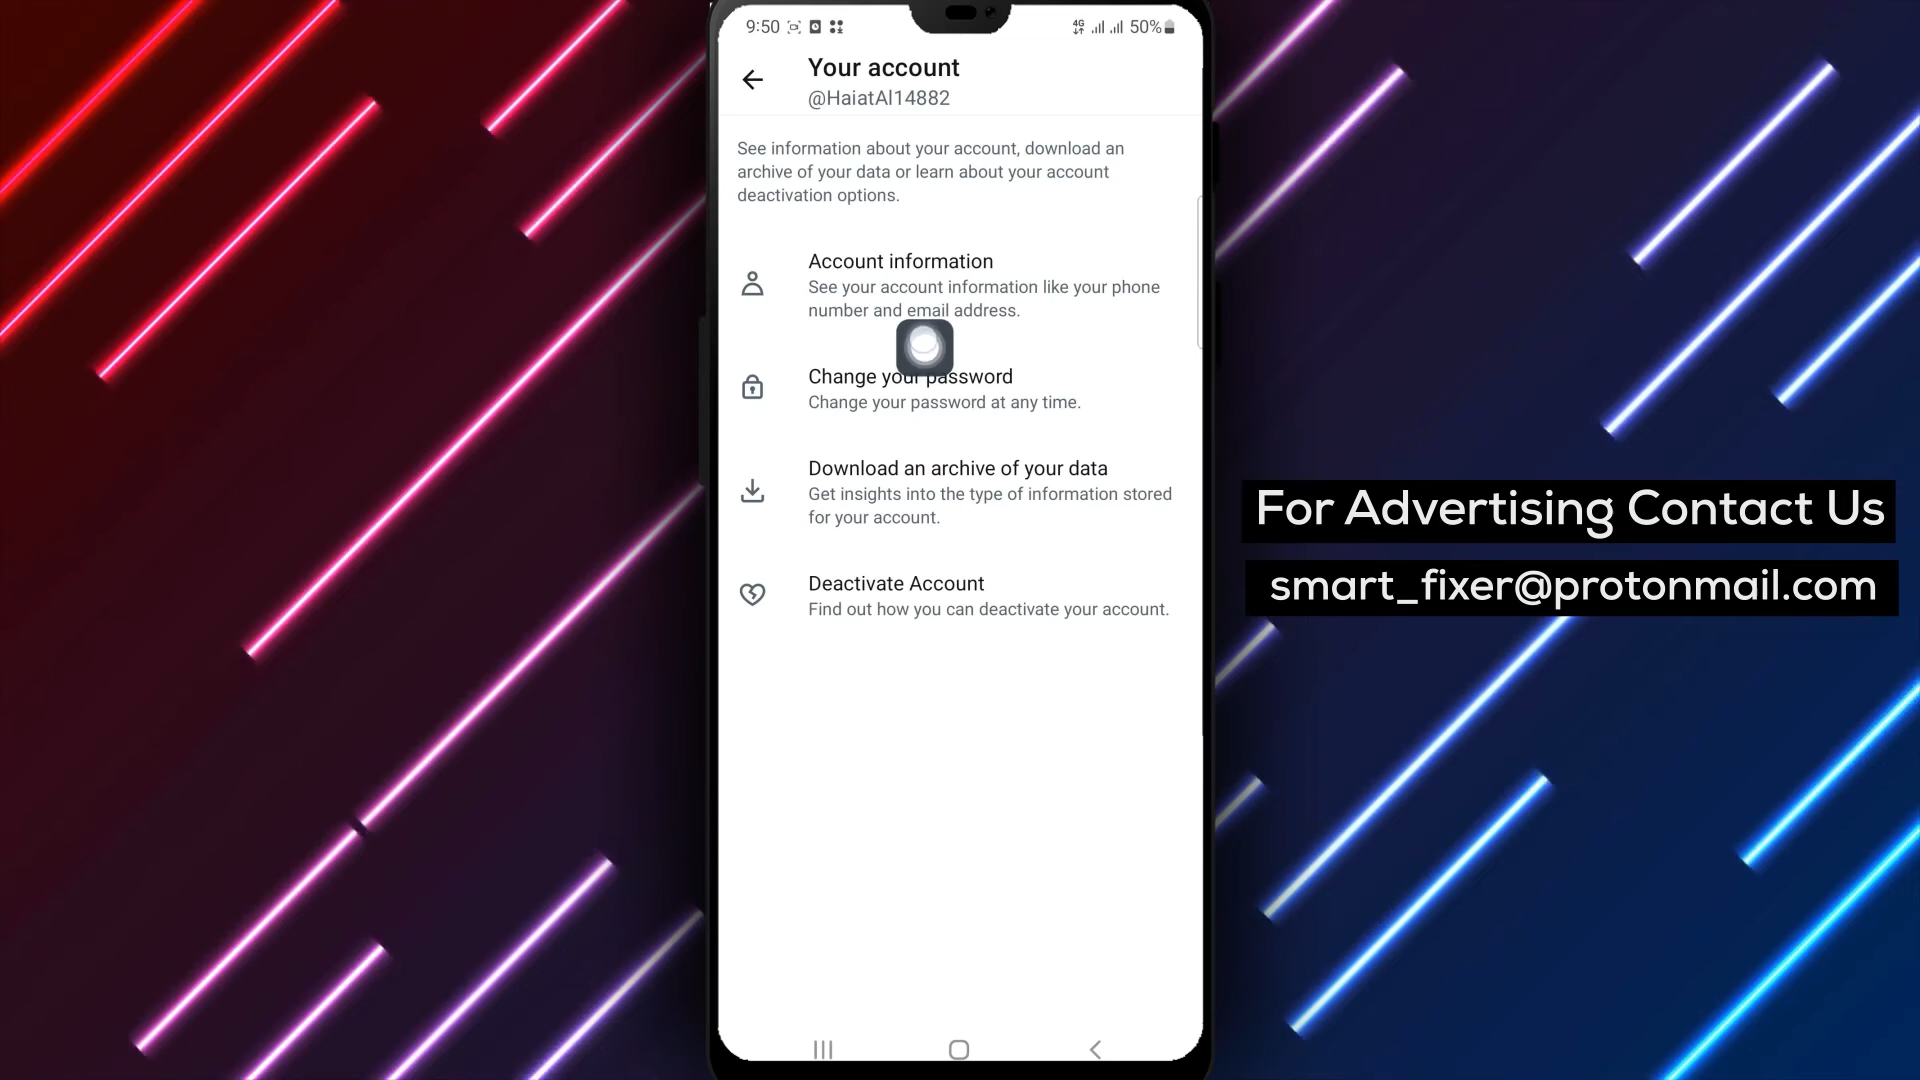 9:50
4G 50%
Your account
@HaiatAl14882
See information about your account, download an
archive of your data or learn about your account
deactivation options.
Account information
See your account information like your phone
number and email address.
Change your password
Change your password at any time.
Download an archive of your data
Get insights into the type of information stored
for your account.
Deactivate Account
Find out how you can deactivate your account.
For Advertising Contact Us
smart_fixer@protonmail.com